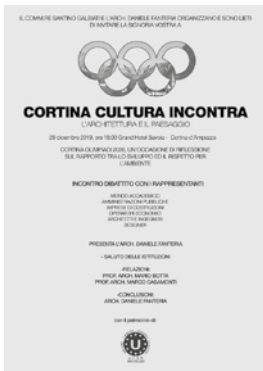 IL COMM.RE SANTINO GALBIATI E L'ARCH. DANIELE FANTERIA ORGANIZZANO E SONO LIETI
DI INVITARE LA SIGNORIA VOSTRA A
CORTINA CULTURA INCONTRA
L'ARCHITETTURA E IL PAESAGGIO
28 dicembre 2019, ora 18:30 Grand Hotel Savoia - Cortina d'Ampezzo
CORTINA OLIMPIADI 2026, UN'OCCASIONE DI RIFLESSIONE
SUL RAPPORTO TRA LO SVILUPPO ED IL RISPETTO PER
L'AMBIENTE
INCONTRO DIBATTITO CON I RAPPRESENTANTI
MONDO ACCADEMICO
AMMINISTRAZIONI PUBBLICHE
IMPRESE DI COSTRUZIONI
OPERATORI ECONOMICI
ARCHITETTI E INGEGNERI
DESIGNER
PRESENTA L'ARCH. DANIELE FANTERIA
- SALUTO DELLE ISTITUZIONI
-RELAZIONI:
PROF. ARCH. MARIO BOTTA
PROF. ARCH. MARCO CASAMONTI
-CONCLUSIONI:
ARCH. DANIELE FANTERIA
con il patrocinio di:
U